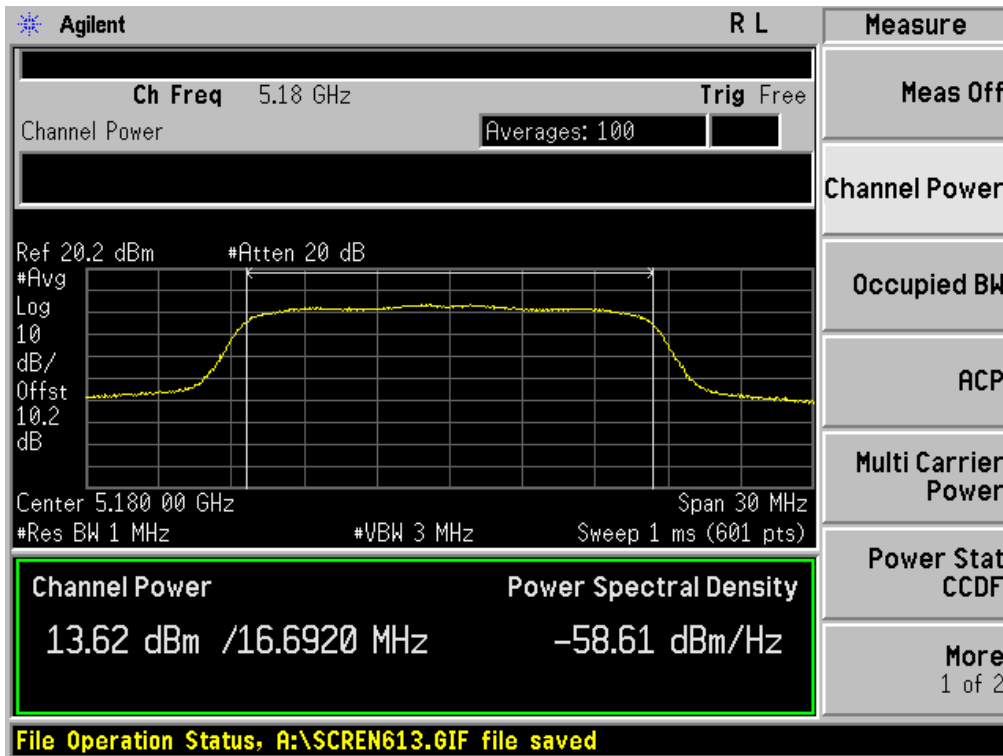 Agilent
R L
Measure
Ch Freq 5.18 GHz
Trig Free
Channel Power
Averages: 100
Ref 20.2 dBm #Atten 20 dB
#Avg
Log
10
dB/
Offst
10.2
dB
Center 5.180 00 GHz
Span 30 MHz
#Res BW 1 MHz
#VBW 3 MHz
Sweep 1 ms (601 pts)
Channel Power
Power Spectral Density
13.62 dBm /16.6920 MHz
-58.61 dBm/Hz
File Operation Status, A:\SCREN613.GIF file saved
Meas Off
Channel Power
Occupied BW
ACP
Multi Carrier
Power
Power Stat
CCDF
More
1 of 2